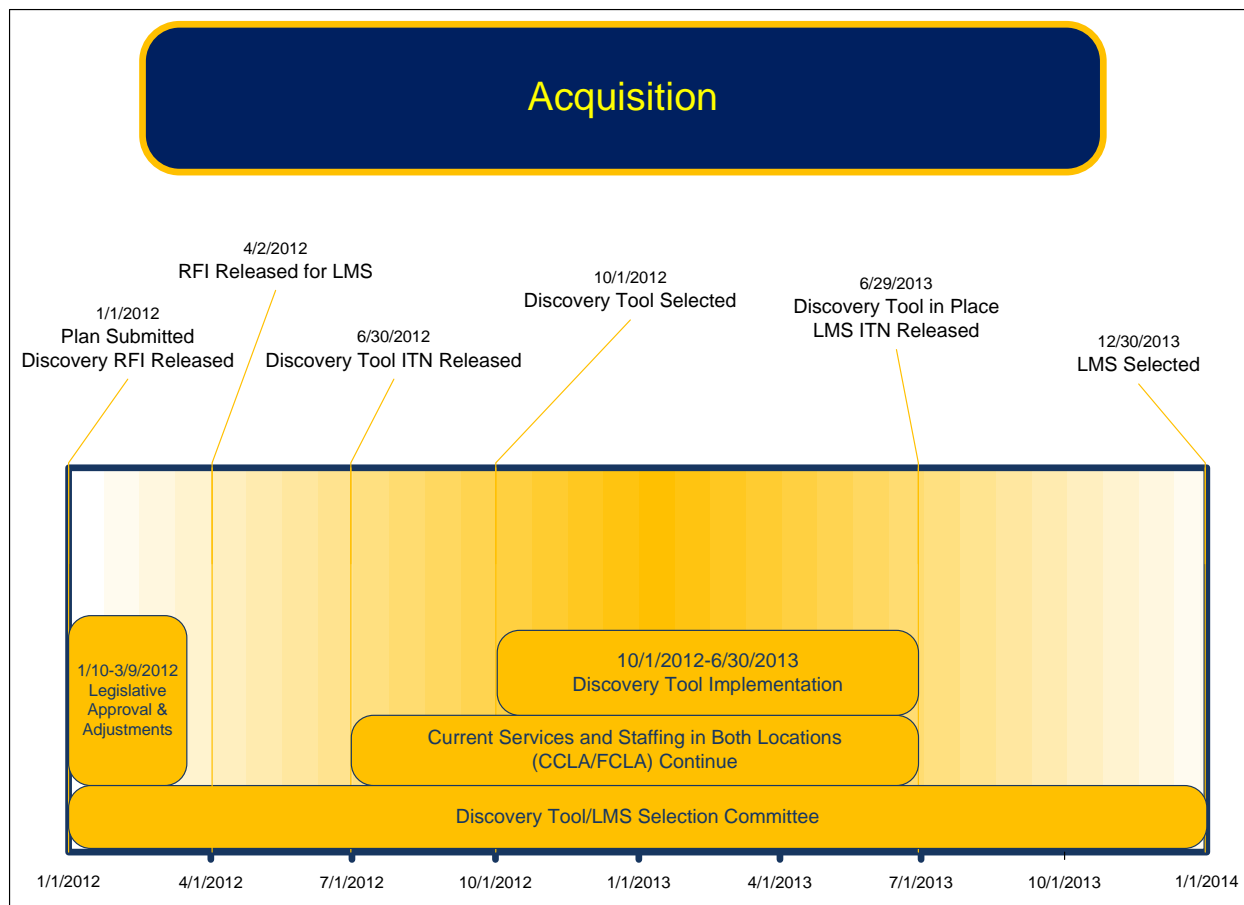 Acquisition
4/2/2012
RFI Released for LMS
1/1/2012
Plan Submitted
Discovery RFI Released
6/30/2012
Discovery Tool ITN Released
10/1/2012
Discovery Tool Selected
6/29/2013
Discovery Tool in Place
LMS ITN Released
12/30/2013
LMS Selected
1/10-3/9/2012
Legislative
Approval &
Adjustments
10/1/2012-6/30/2013
Discovery Tool Implementation
Current Services and Staffing in Both Locations
(CCLA/FCLA) Continue
Discovery Tool/LMS Selection Committee
1/1/2012
4/1/2012
7/1/2012
10/1/2012
1/1/2013
4/1/2013
7/1/2013
10/1/2013
1/1/2014